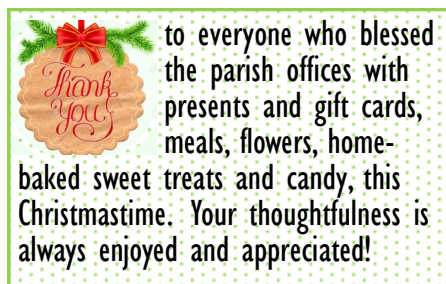 Thank
You
to everyone who blessed
the parish offices with
presents and gift cards,
meals, flowers, home-
baked sweet treats and candy, this
Christmastime. Your thoughtfulness is
always enjoyed and appreciated!